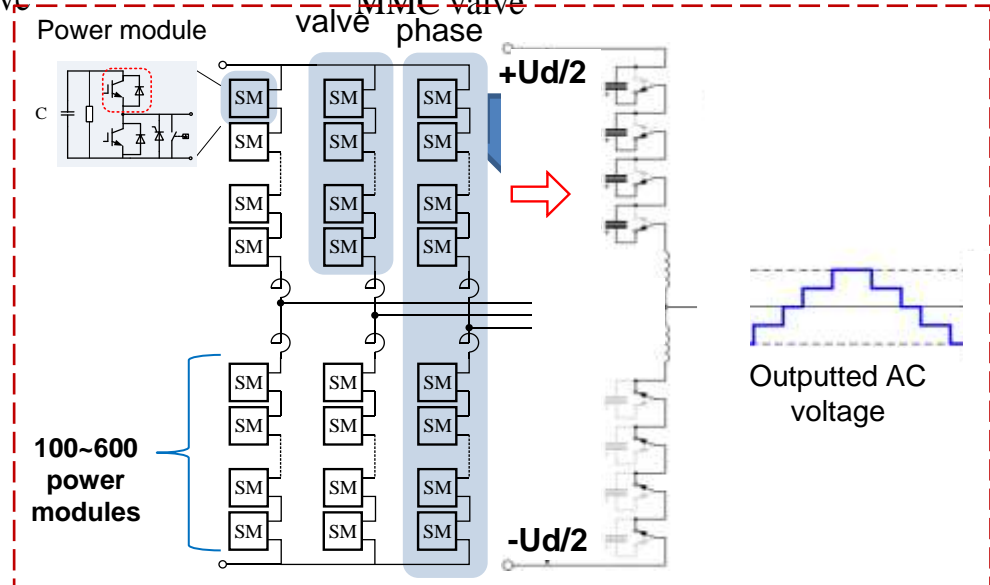 MMC valve
Power module
valve
phase
+Ud/2
C
SM SM SM
SM SM SM
SM SM SM
SM SM SM
SM SM SM
SM SM SM
SM SM SM
SM SM SM
100~600
power
modules
-Ud/2
Outputted AC
voltage